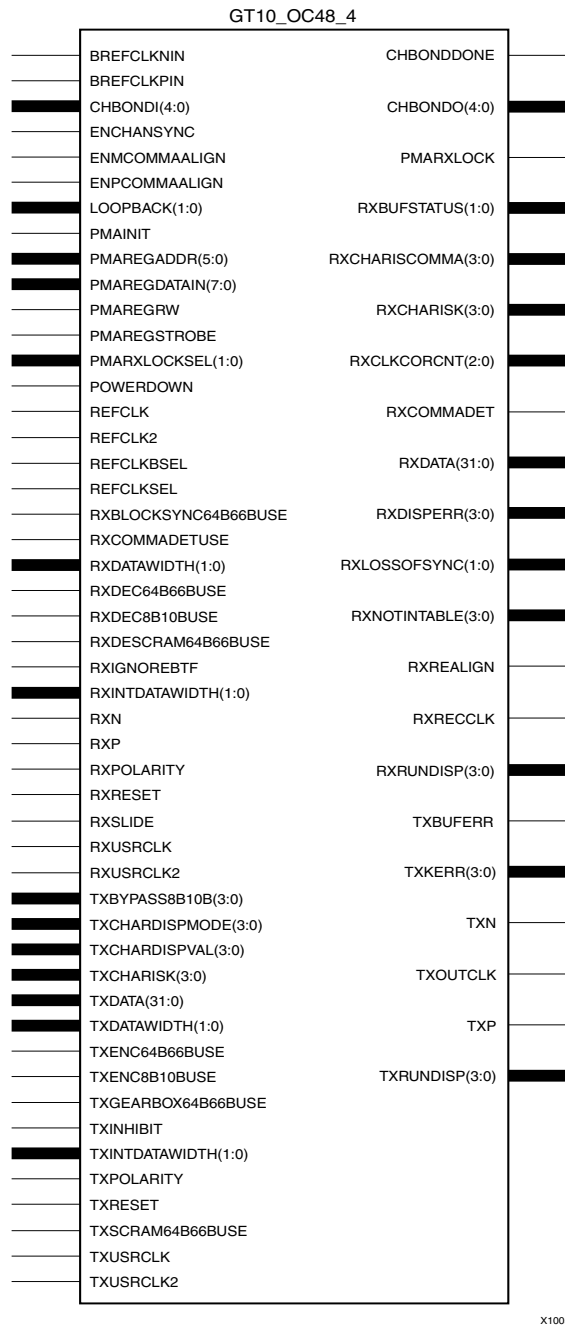 GT10_OC48_4
BREFCLKNIN CHBONDDONE
BREFCLKPIN
CHBONDI(4:0) CHBONDO(4:0)
ENCHANSYNC
ENMCOMMAALIGN PMARXLOCK
ENPCOMMAALIGN
LOOPBACK(1:0) RXBUFSTATUS(1:0)
PMAINIT
PMAREGADDR(5:0) RXCHARISCOMMA(3:0)
PMAREGDATAIN(7:0)
PMAREGRW RXCHARISK(3:0)
PMAREGSTROBE
PMARXLOCKSEL(1:0) RXCLKCORCNT(2:0)
POWERDOWN
REFCLK RXCOMMADET
REFCLK2
REFCLKBSEL RXDATA(31:0)
REFCLKSEL
RXBLOCKSYNC64B66BUSE RXDISPERR(3:0)
RXCOMMADETUSE
RXDATAWIDTH(1:0) RXLOSSOFSYNC(1:0)
RXDEC64B66BUSE
RXDEC8B10BUSE RXNOTINTABLE(3:0)
RXDESCRAM64B66BUSE
RXIGNOREBTF RXREALIGN
RXINTDATAWIDTH(1:0)
RXN RXRECCLK
RXP
RXPOLARITY RXRUNDISP(3:0)
RXRESET
RXSLIDE TXBUFERR
RXUSRCLK
RXUSRCLK2 TXKERR(3:0)
TXBYPASS8B10B(3:0)
TXCHARDISPMODE(3:0) TXN
TXCHARDISPVAL(3:0)
TXCHARISK(3:0) TXOUTCLK
TXDATA(31:0)
TXDATAWIDTH(1:0) TXP
TXENC64B66BUSE
TXENC8B10BUSE TXRUNDISP(3:0)
TXGEARBOX64B66BUSE
TXINHIBIT
TXINTDATAWIDTH(1:0)
TXPOLARITY
TXRESET
TXSCRAM64B66BUSE
TXUSRCLK
TXUSRCLK2
X100